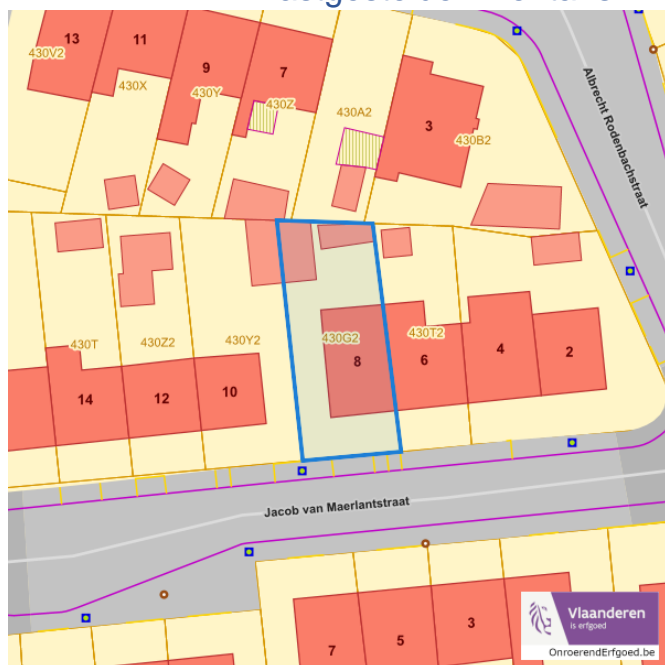 13
11
9
7
430V2
430X
430Y
430Z
430A2
3
430B2
Albrecht Rodenbachstraat
430T
430Z2
430Y2
430G2
430T2
14
12
10
8
6
4
2
Jacob van Maerlantstraat
7
5
3
Vlaanderen
is erfgoed
OnroerendErfgoed.be